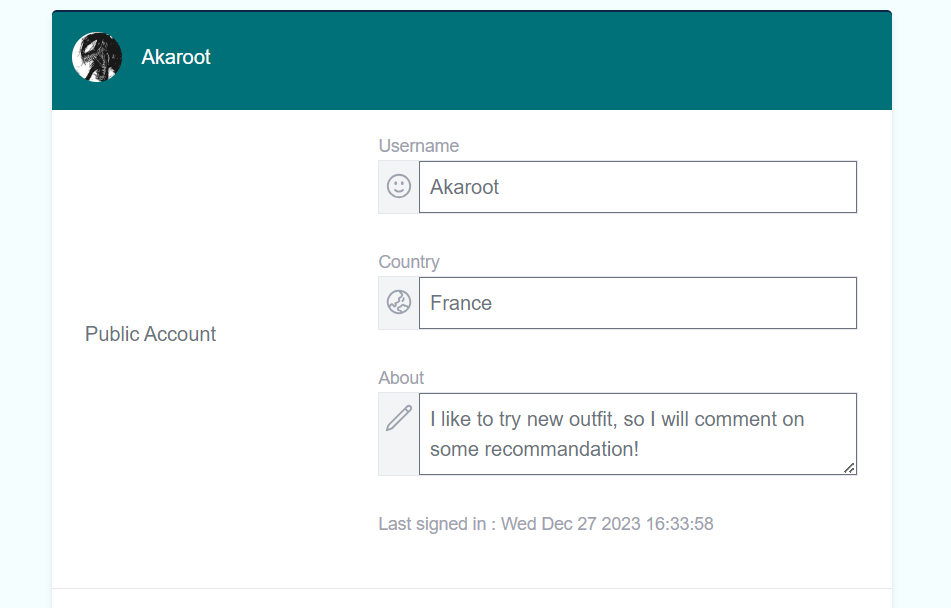 Akaroot
Username
Akaroot
Country
France
Public Account
About
I like to try new outfit, so I will comment on
some recommandation!
Last signed in : Wed Dec 27 2023 16:33:58